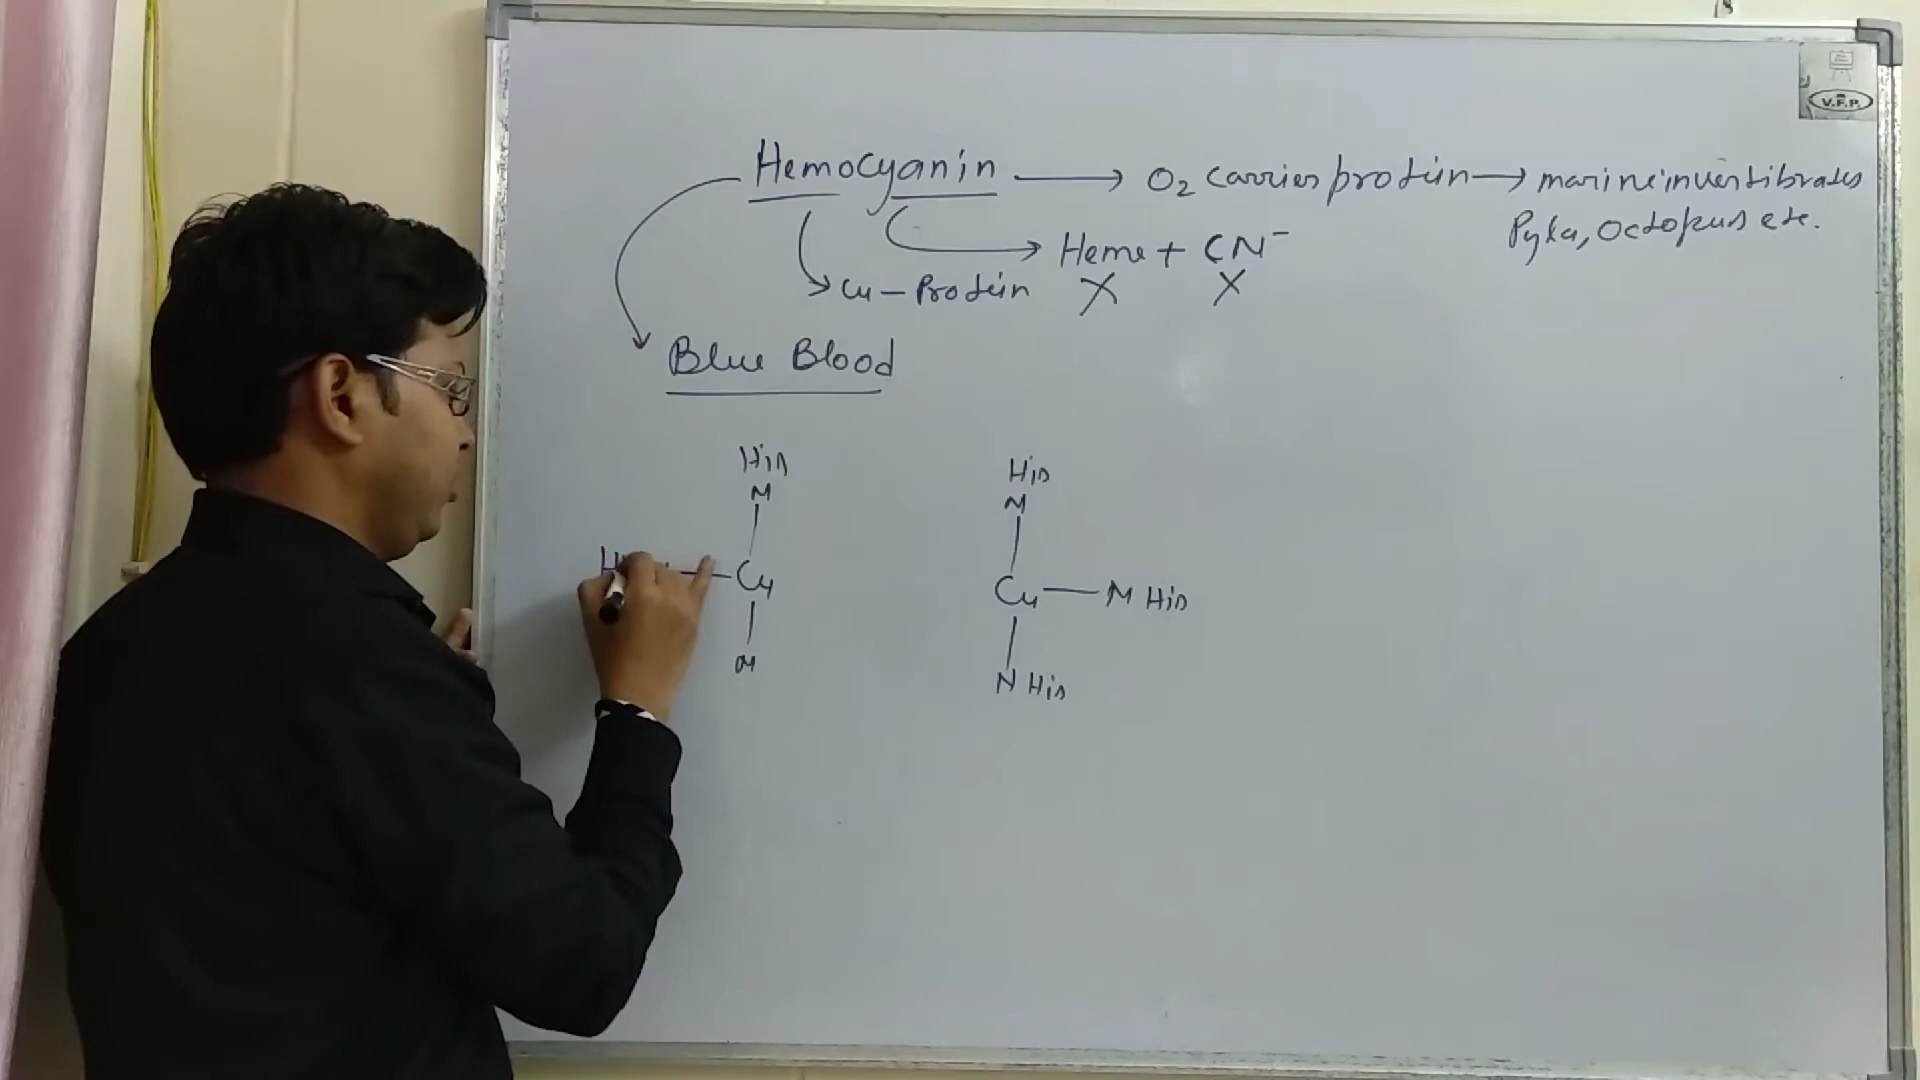 Hemocyanin → O2 carrier protein → marine invertibrates
Pyla, Octopus etc.
Heme + CN⁻
X X
Cu – Protein
Blue Blood
His
N
Cu
N
His
N
Cu — N His
N His
V.F.P.